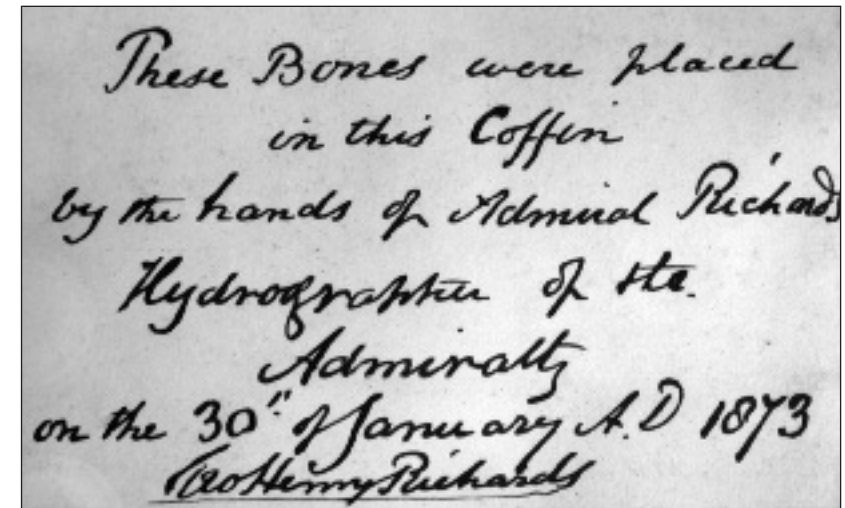 These Bones were placed
in this Coffin
by the hands of Admiral Richards
Hydrographer of the
Admiralty
on the 30" of January A.D 1873
Geo Henry Richards